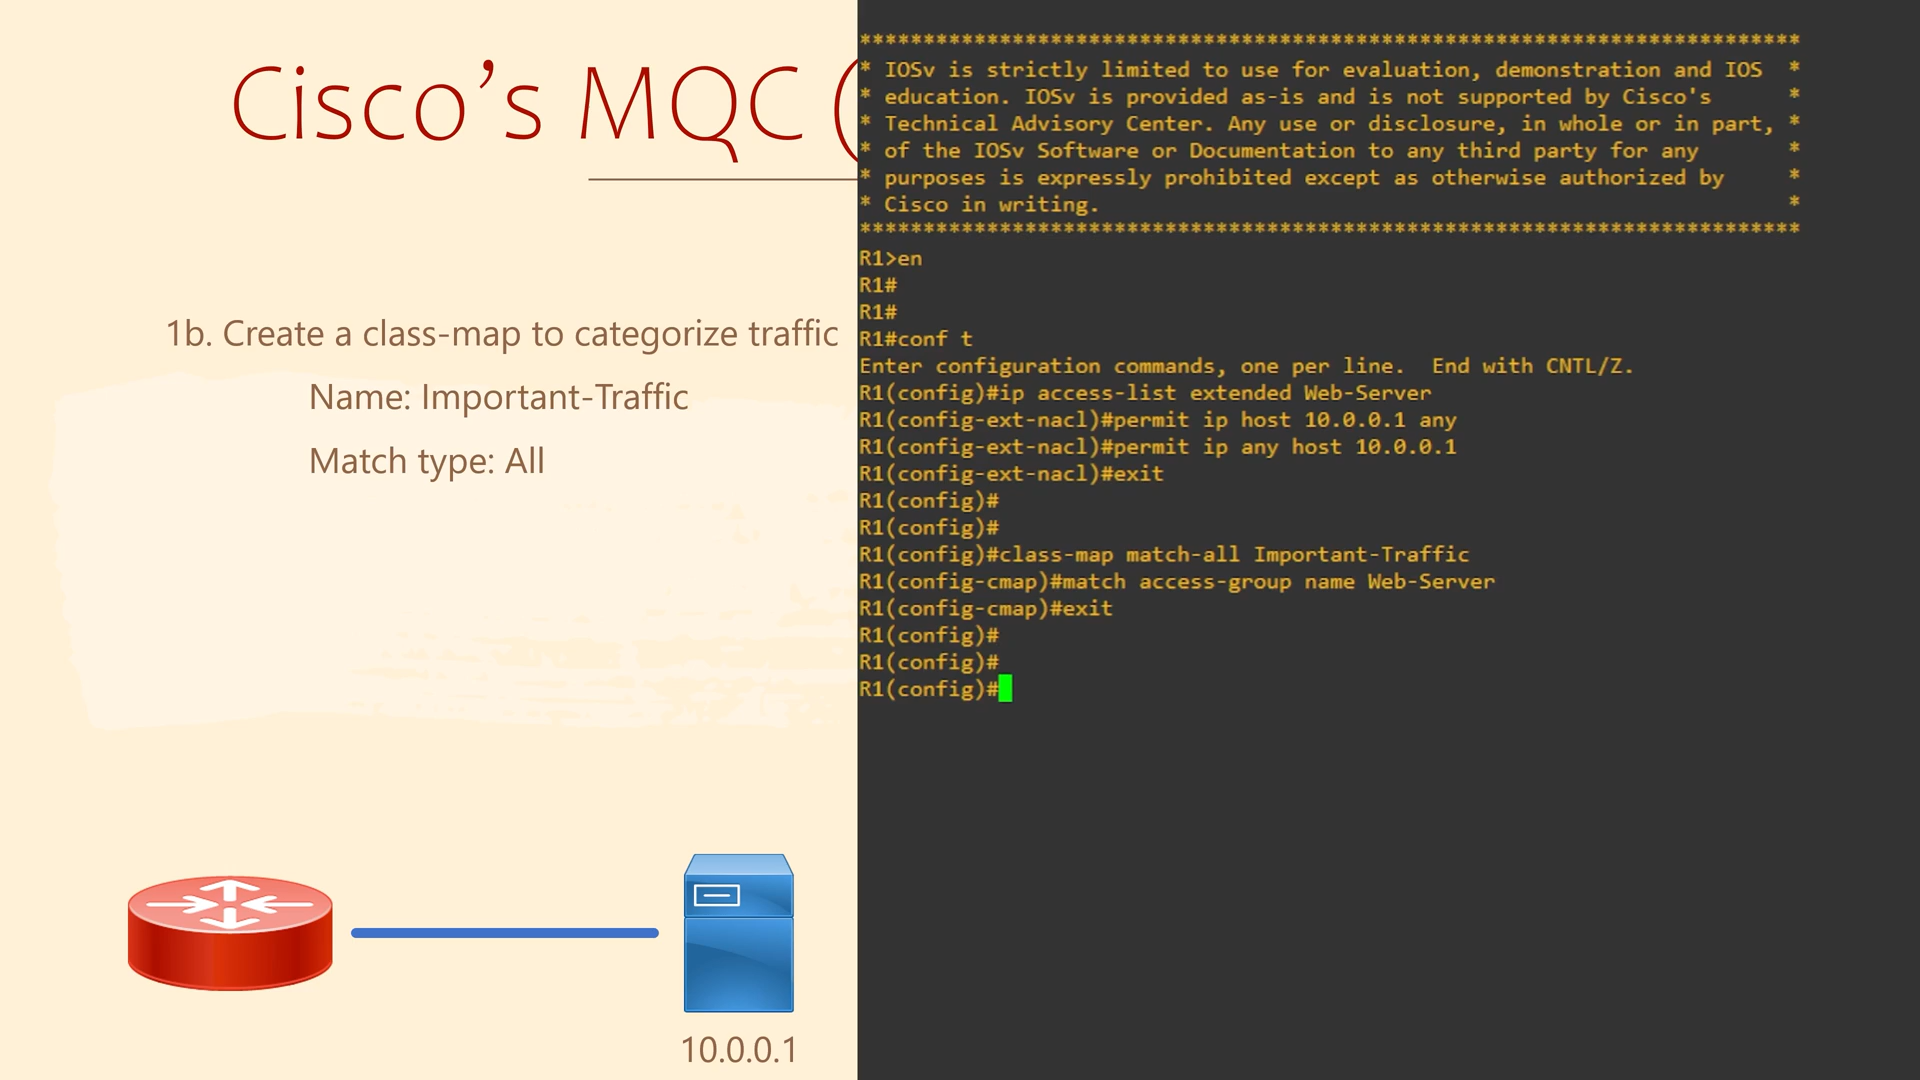 Cisco's MQC (
1b. Create a class-map to categorize traffic
Name: Important-Traffic
Match type: All
10.0.0.1
**************************************************************************
* IOSv is strictly limited to use for evaluation, demonstration and IOS  *
* education. IOSv is provided as-is and is not supported by Cisco's      *
* Technical Advisory Center. Any use or disclosure, in whole or in part, *
* of the IOSv Software or Documentation to any third party for any       *
* purposes is expressly prohibited except as otherwise authorized by     *
* Cisco in writing.                                                      *
**************************************************************************
R1>en
R1#
R1#
R1#conf t
Enter configuration commands, one per line.  End with CNTL/Z.
R1(config)#ip access-list extended Web-Server
R1(config-ext-nacl)#permit ip host 10.0.0.1 any
R1(config-ext-nacl)#permit ip any host 10.0.0.1
R1(config-ext-nacl)#exit
R1(config)#
R1(config)#
R1(config)#class-map match-all Important-Traffic
R1(config-cmap)#match access-group name Web-Server
R1(config-cmap)#exit
R1(config)#
R1(config)#
R1(config)#